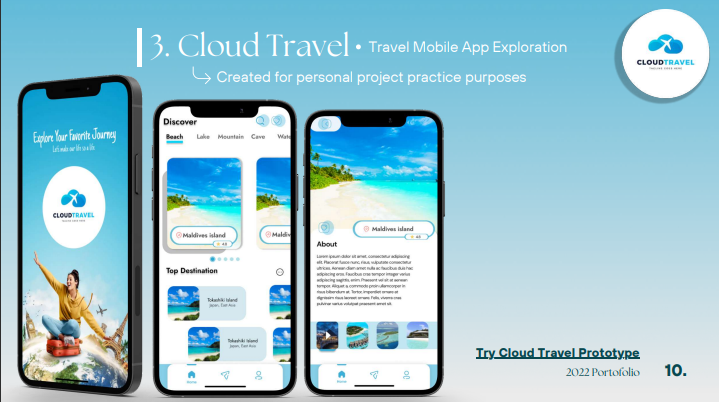 3. Cloud Travel • Travel Mobile App Exploration
Created for personal project practice purposes
CLOUDTRAVEL
Explore Your Favorite Journey
Let's make our life is a life
CLOUDTRAVEL
Discover
Beach Lake Mountain Cave Wate
Maldives island
4.8
Maldiv
Top Destination
Tokashiki Island
Japan, East Asia
Tokashiki Island
Japan, East Asia
Home
Maldives island
4.8
About
Lorem ipsum dolor sit amet, consectetur adipiscing
elit. Placerat fusce nunc, risus, vulputate consectetur
ultrices. Aenean diam amet nulla ac faucibus duis hac
adipiscing eros. Faucibus cras tempor integer varius
adipiscing sagittis, enim. Praesent sit at aenean
tempor. Aliquet a, commodo proin ullamcorper in
risus bibendum et. Tortor, imperdiet ornare at
dignissim risus laoreet ornare. Felis, viverra cras
pulvinar varius volutpat praesent amet sit.
Home
Try Cloud Travel Prototype
2022 Portofolio
10.